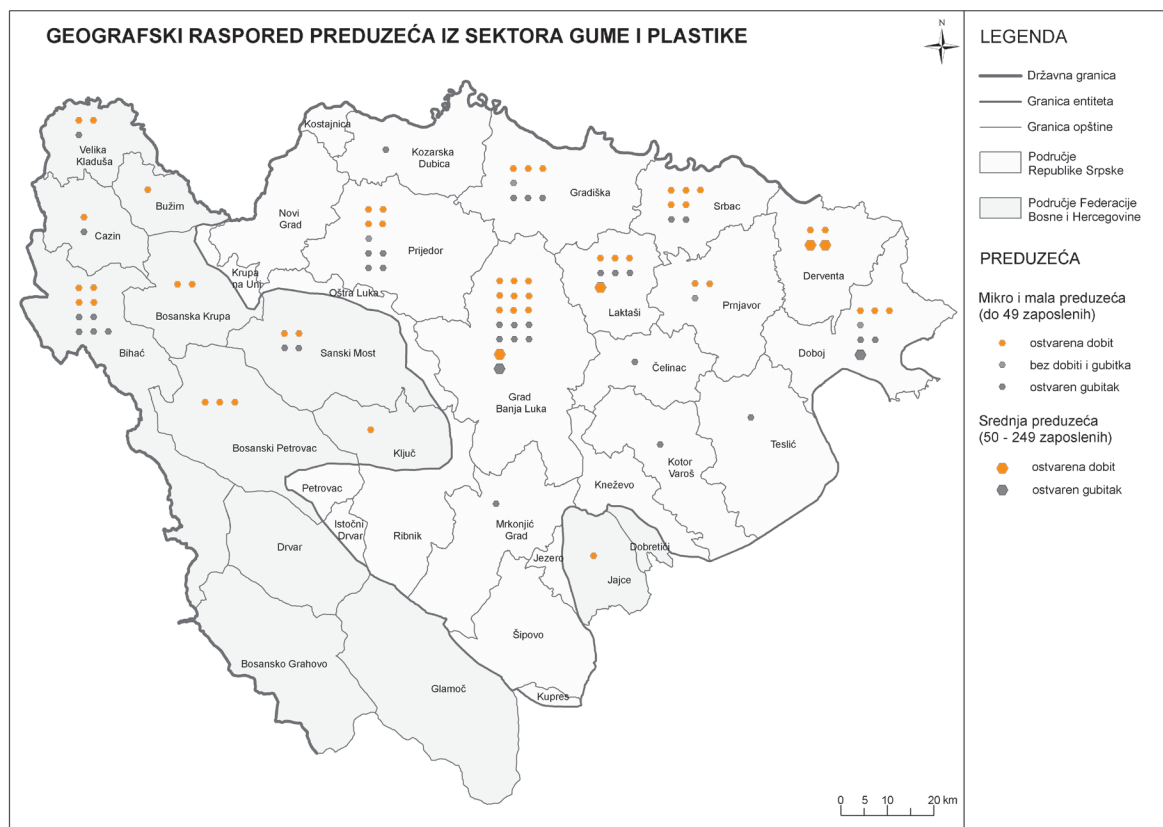 GEOGRAFSKI RASPORED PREDUZEĆA IZ SEKTORA GUME I PLASTIKE
N
Kostajnica
Kozarska
Dubica
Velika
Kladuša
Gradiška
Srbac
Bužim
Novi
Grad
Cazin
Prijedor
Derventa
Krupa
na Uni
Oštra Luka
Prnjavor
Laktaši
Bosanska Krupa
Bihać
Sanski Most
Doboj
Čelinac
Grad
Banja Luka
Teslić
Bosanski Petrovac
Ključ
Kotor
Varoš
Kneževo
Petrovac
Istočni
Drvar
Ribnik
Mrkonjić
Grad
Drvar
Dobretići
Jezero
Jajce
Šipovo
Bosansko Grahovo
Glamoč
Kupres
0 5 10 20 km
LEGENDA
Državna granica
Granica entiteta
Granica opštine
Područje
Republike Srpske
Područje Federacije
Bosne i Hercegovine
PREDUZEĆA
Mikro i mala preduzeća
(do 49 zaposlenih)
ostvarena dobit
bez dobiti i gubitka
ostvaren gubitak
Srednja preduzeća
(50 - 249 zaposlenih)
ostvarena dobit
ostvaren gubitak